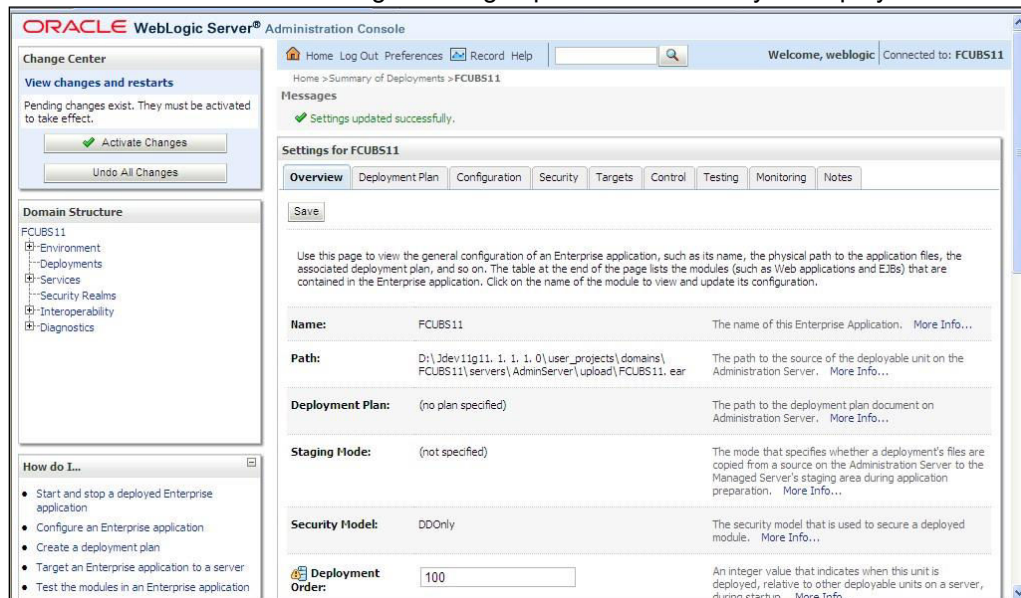 ORACLE WebLogic Server® Administration Console
Change Center
View changes and restarts
Pending changes exist. They must be activated
to take effect.
Activate Changes
Undo All Changes
Domain Structure
FCUBS11
Environment
Deployments
Services
Security Realms
Interoperability
Diagnostics
How do I...
Start and stop a deployed Enterprise
application
Configure an Enterprise application
Create a deployment plan
Target an Enterprise application to a server
Test the modules in an Enterprise application
Home Log Out Preferences Record Help
Welcome, weblogic Connected to: FCUBS11
Home >Summary of Deployments >FCUBS11
Messages
Settings updated successfully.
Settings for FCUBS11
Overview Deployment Plan Configuration Security Targets Control Testing Monitoring Notes
Save
Use this page to view the general configuration of an Enterprise application, such as its name, the physical path to the application files, the
associated deployment plan, and so on. The table at the end of the page lists the modules (such as Web applications and EJBs) that are
contained in the Enterprise application. Click on the name of the module to view and update its configuration.
Name: FCUBS11 The name of this Enterprise Application. More Info...
Path: D:\Jdev11g11. 1. 1. 1. 0\user_projects\domains\ The path to the source of the deployable unit on the
FCUBS11\servers\AdminServer\upload\FCUBS11. ear Administration Server. More Info...
Deployment Plan: (no plan specified) The path to the deployment plan document on
Administration Server. More Info...
Staging Mode: (not specified) The mode that specifies whether a deployment's files are
copied from a source on the Administration Server to the
Managed Server's staging area during application
preparation. More Info...
Security Model: DDOnly The security model that is used to secure a deployed
module. More Info...
Deployment 100 An integer value that indicates when this unit is
Order: deployed, relative to other deployable units on a server,
during startup. More Info